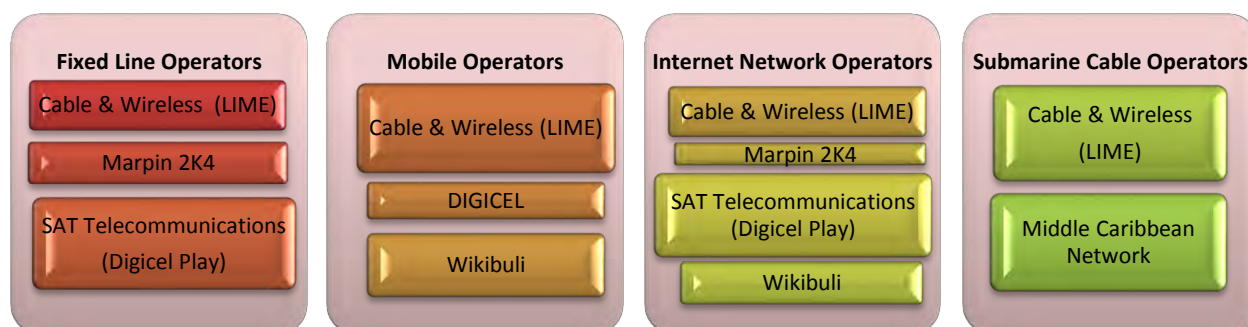 Fixed Line Operators
Cable & Wireless (LIME)
Marpin 2K4
SAT Telecommunications
(Digicel Play)
Mobile Operators
Cable & Wireless (LIME)
DIGICEL
Wikibuli
Internet Network Operators
Cable & Wireless (LIME)
Marpin 2K4
SAT Telecommunications
(Digicel Play)
Wikibuli
Submarine Cable Operators
Cable & Wireless
(LIME)
Middle Caribbean
Network